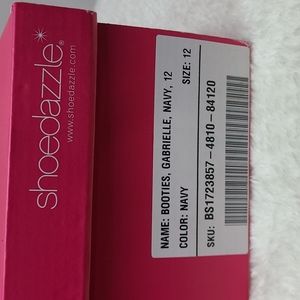 shoedazzle®
www.shoedazzle.com
NAME: BOOTIES, GABRIELLE, NAVY, 12
COLOR: NAVY
SIZE: 12
SKU: BS1723857-4810-84120